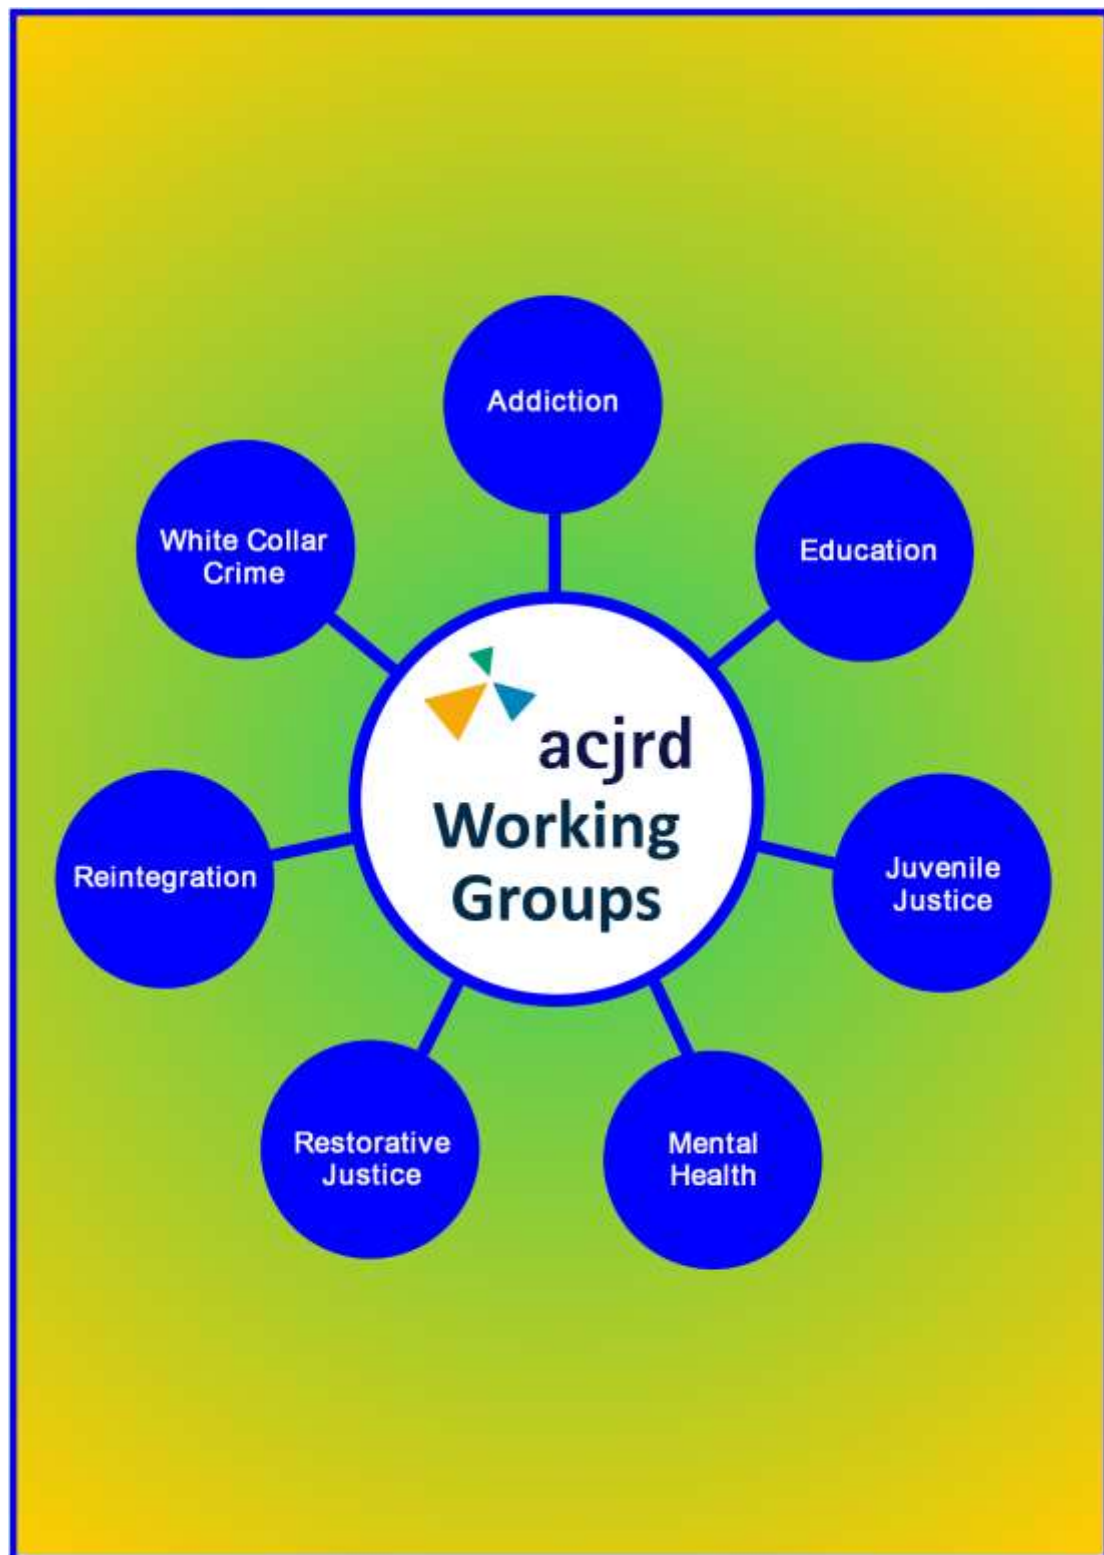 Addiction
Education
Juvenile
Justice
Mental
Health
Restorative
Justice
Reintegration
White Collar
Crime
acjrd
Working
Groups